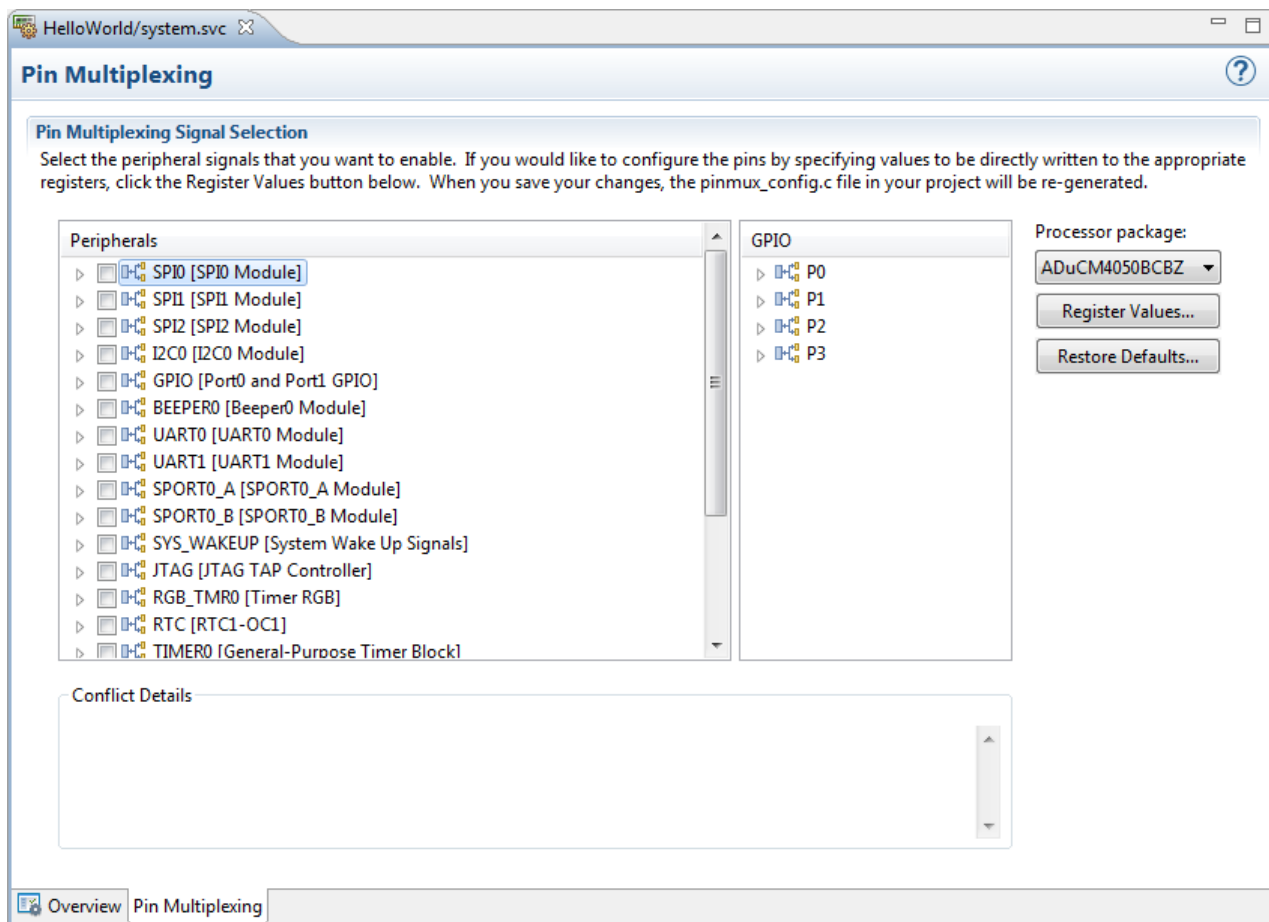 HelloWorld/system.svc
Pin Multiplexing
Pin Multiplexing Signal Selection
Select the peripheral signals that you want to enable.  If you would like to configure the pins by specifying values to be directly written to the appropriate
registers, click the Register Values button below.  When you save your changes, the pinmux_config.c file in your project will be re-generated.
Peripherals
SPI0 [SPI0 Module]
SPI1 [SPI1 Module]
SPI2 [SPI2 Module]
I2C0 [I2C0 Module]
GPIO [Port0 and Port1 GPIO]
BEEPER0 [Beeper0 Module]
UART0 [UART0 Module]
UART1 [UART1 Module]
SPORT0_A [SPORT0_A Module]
SPORT0_B [SPORT0_B Module]
SYS_WAKEUP [System Wake Up Signals]
JTAG [JTAG TAP Controller]
RGB_TMR0 [Timer RGB]
RTC [RTC1-OC1]
TIMER0 [General-Purpose Timer Block]
GPIO
P0
P1
P2
P3
Processor package:
ADuCM4050BCBZ
Register Values...
Restore Defaults...
Conflict Details
Overview
Pin Multiplexing